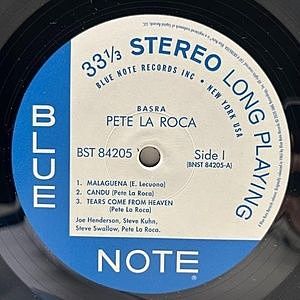 33 1/3 STEREO LONG PLAYING
BLUE NOTE RECORDS INC • NEW YORK USA
BASRA
PETE LA ROCA
BST 84205
Side I
(BNST 84205-A)
1. MALAGUENA (E. Lecuona)
2. CANDU (Pete La Roca)
3. TEARS COME FROM HEAVEN
(Pete La Roca)
Joe Henderson, Steve Kuhn,
Steve Swallow, Pete La Roca.
BLUE
NOTE